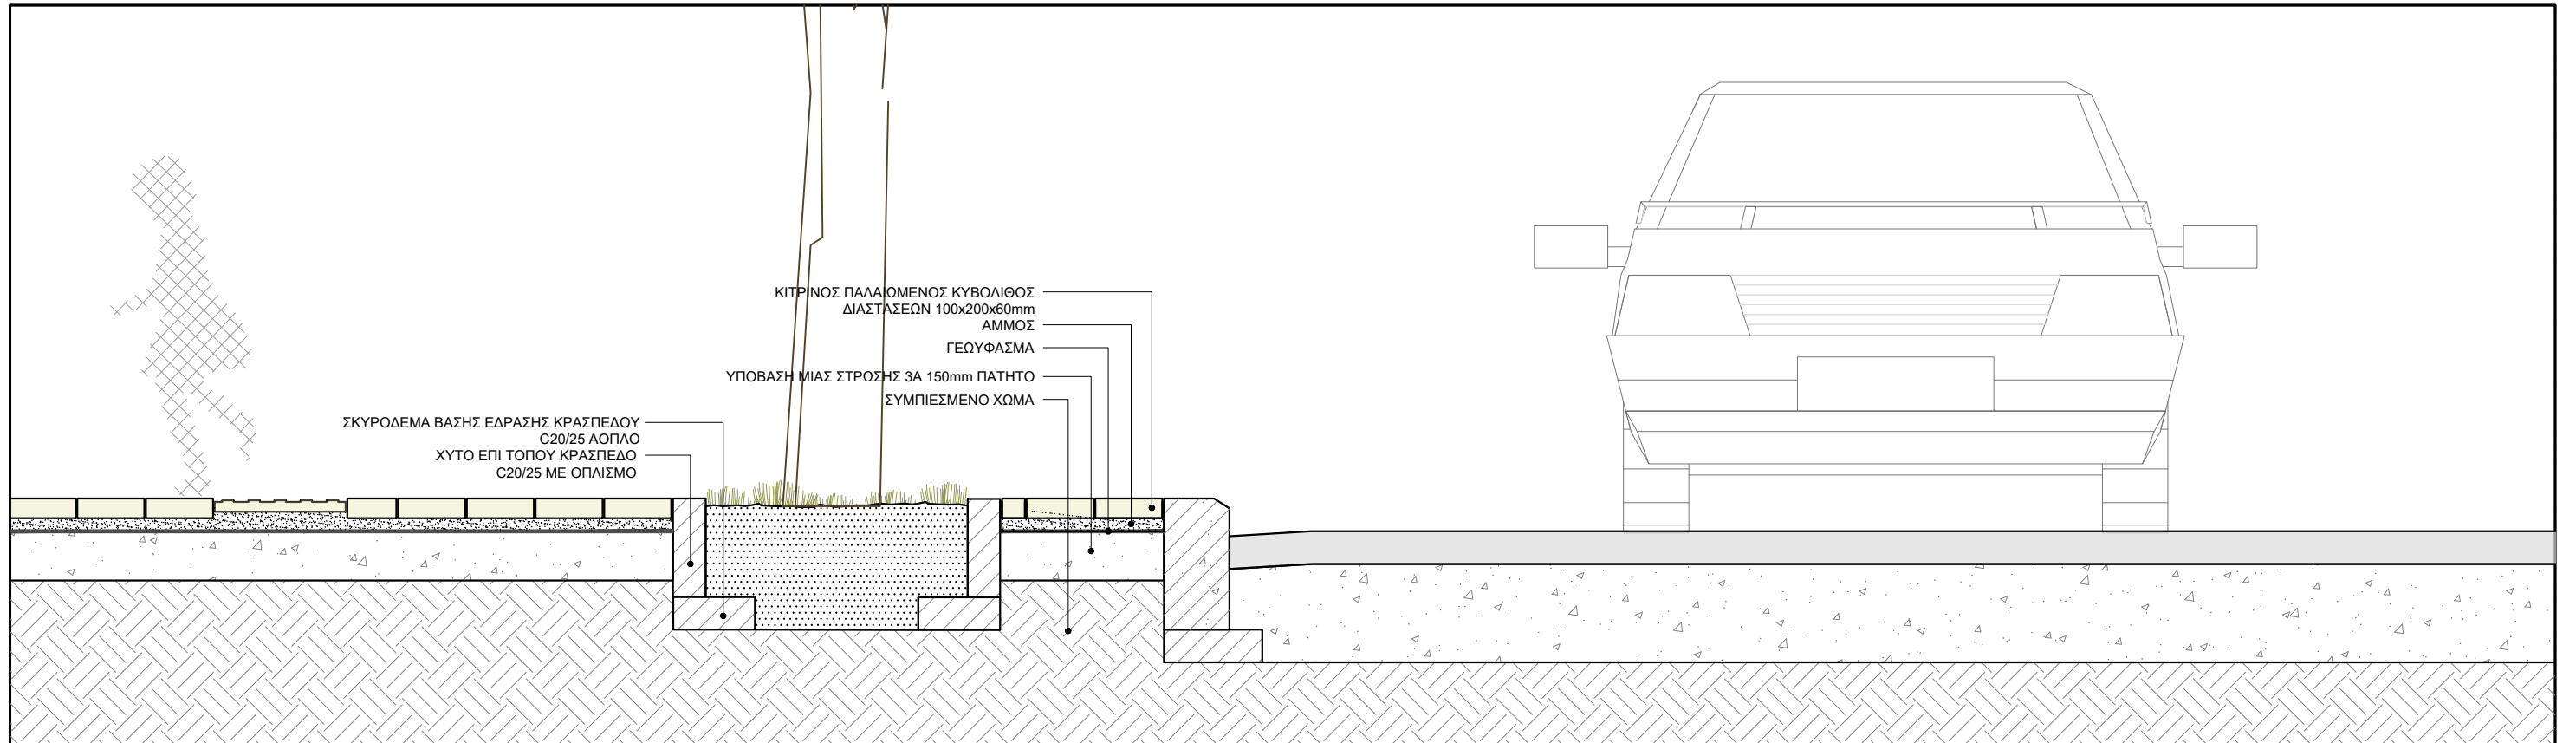 ΚΙΤΡΙΝΟΣ ΠΑΛΑΙΩΜΕΝΟΣ ΚΥΒΟΛΙΘΟΣ
ΔΙΑΣΤΑΣΕΩΝ 100x200x60mm
ΑΜΜΟΣ
ΓΕΩΥΦΑΣΜΑ
ΥΠΟΒΑΣΗ ΜΙΑΣ ΣΤΡΩΣΗΣ 3Α 150mm ΠΑΤΗΤΟ
ΣΥΜΠΙΕΣΜΕΝΟ ΧΩΜΑ
ΣΚΥΡΟΔΕΜΑ ΒΑΣΗΣ ΕΔΡΑΣΗΣ ΚΡΑΣΠΕΔΟΥ
C20/25 ΑΟΠΛΟ
ΧΥΤΟ ΕΠΙ ΤΟΠΟΥ ΚΡΑΣΠΕΔΟ
C20/25 ΜΕ ΟΠΛΙΣΜΟ